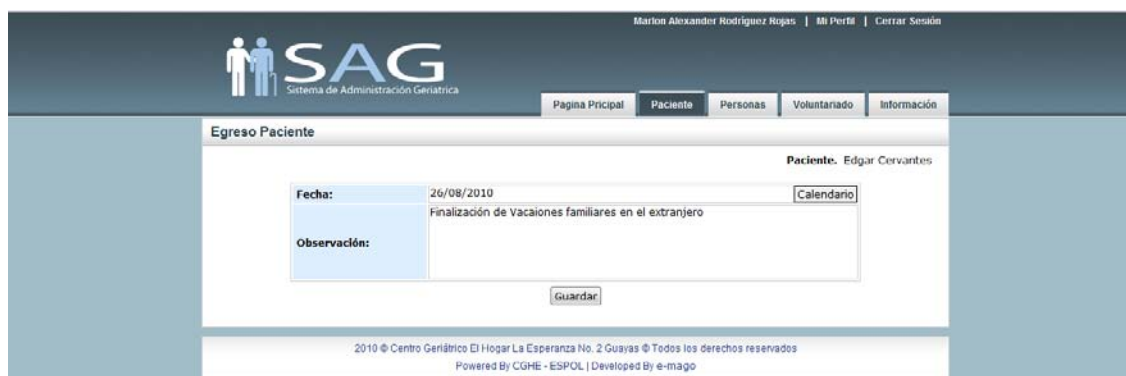 Marlon Alexander Rodríguez Rojas | Mi Perfil | Cerrar Sesión
SAG
Sistema de Administración Geriatrica
Pagina Pricipal Paciente Personas Voluntariado Información
Egreso Paciente
Paciente. Edgar Cervantes
Fecha: 26/08/2010 Calendario
Finalización de Vacaiones familiares en el extranjero
Observación:
Guardar
2010 © Centro Geriátrico El Hogar La Esperanza No. 2 Guayas © Todos los derechos reservados
Powered By CGHE - ESPOL | Developed By e-mago